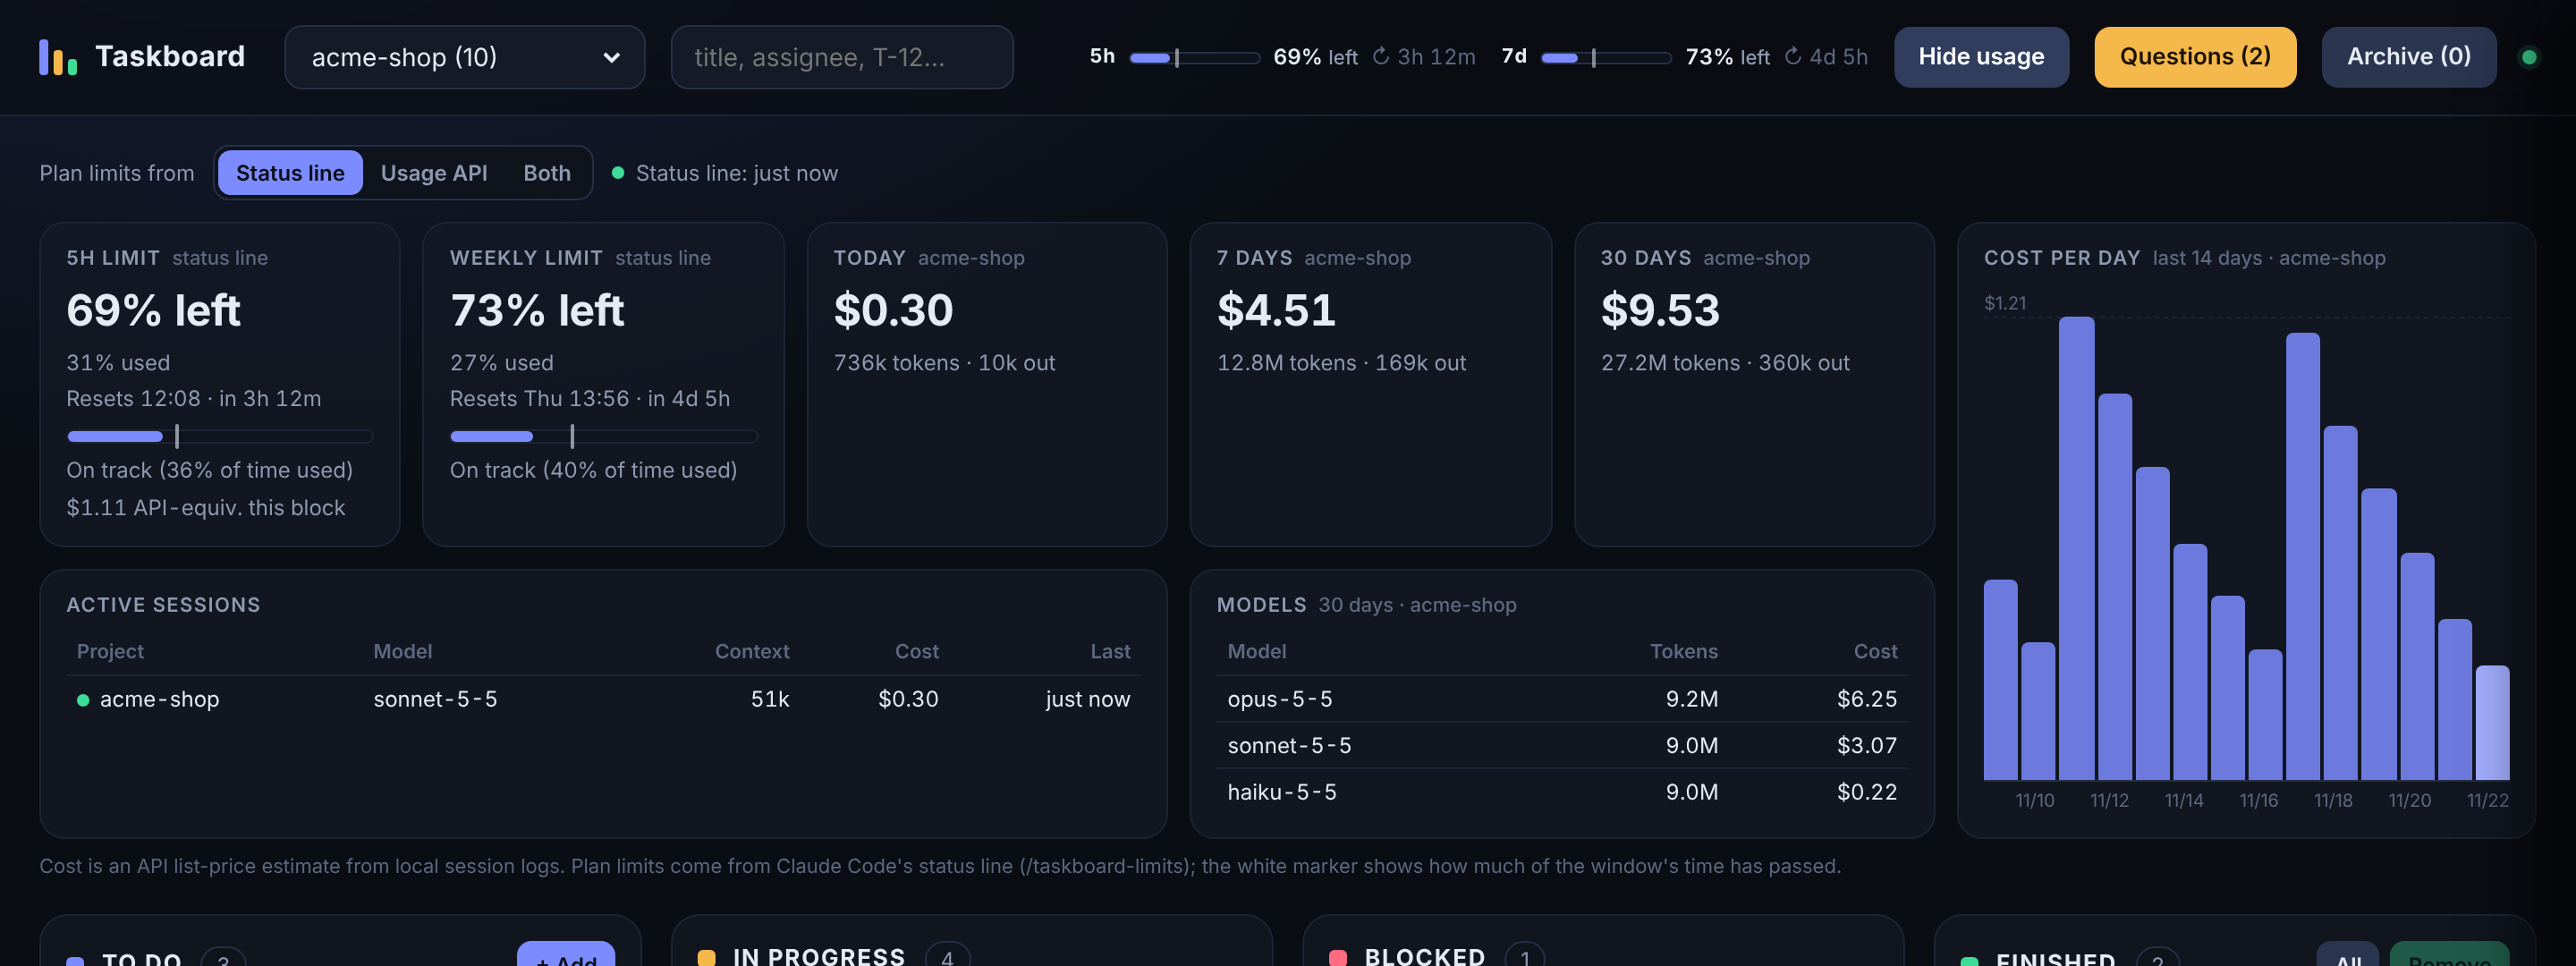 Taskboard
acme-shop (10)
title, assignee, T-12...
5h 69% left 3h 12m
7d 73% left 4d 5h
Hide usage
Questions (2)
Archive (0)
Plan limits from
Status line
Usage API
Both
Status line: just now
5H LIMIT status line
69% left
31% used
Resets 12:08 · in 3h 12m
On track (36% of time used)
$1.11 API-equiv. this block
WEEKLY LIMIT status line
73% left
27% used
Resets Thu 13:56 · in 4d 5h
On track (40% of time used)
TODAY acme-shop
$0.30
736k tokens · 10k out
7 DAYS acme-shop
$4.51
12.8M tokens · 169k out
30 DAYS acme-shop
$9.53
27.2M tokens · 360k out
COST PER DAY last 14 days · acme-shop
$1.21
11/10 11/12 11/14 11/16 11/18 11/20 11/22
ACTIVE SESSIONS
Project Model Context Cost Last
acme-shop sonnet-5-5 51k $0.30 just now
MODELS 30 days · acme-shop
Model Tokens Cost
opus-5-5 9.2M $6.25
sonnet-5-5 9.0M $3.07
haiku-5-5 9.0M $0.22
Cost is an API list-price estimate from local session logs. Plan limits come from Claude Code's status line (/taskboard-limits); the white marker shows how much of the window's time has passed.
TO DO 3 + Add
IN PROGRESS 4
BLOCKED 1
FINISHED 2 All Remove